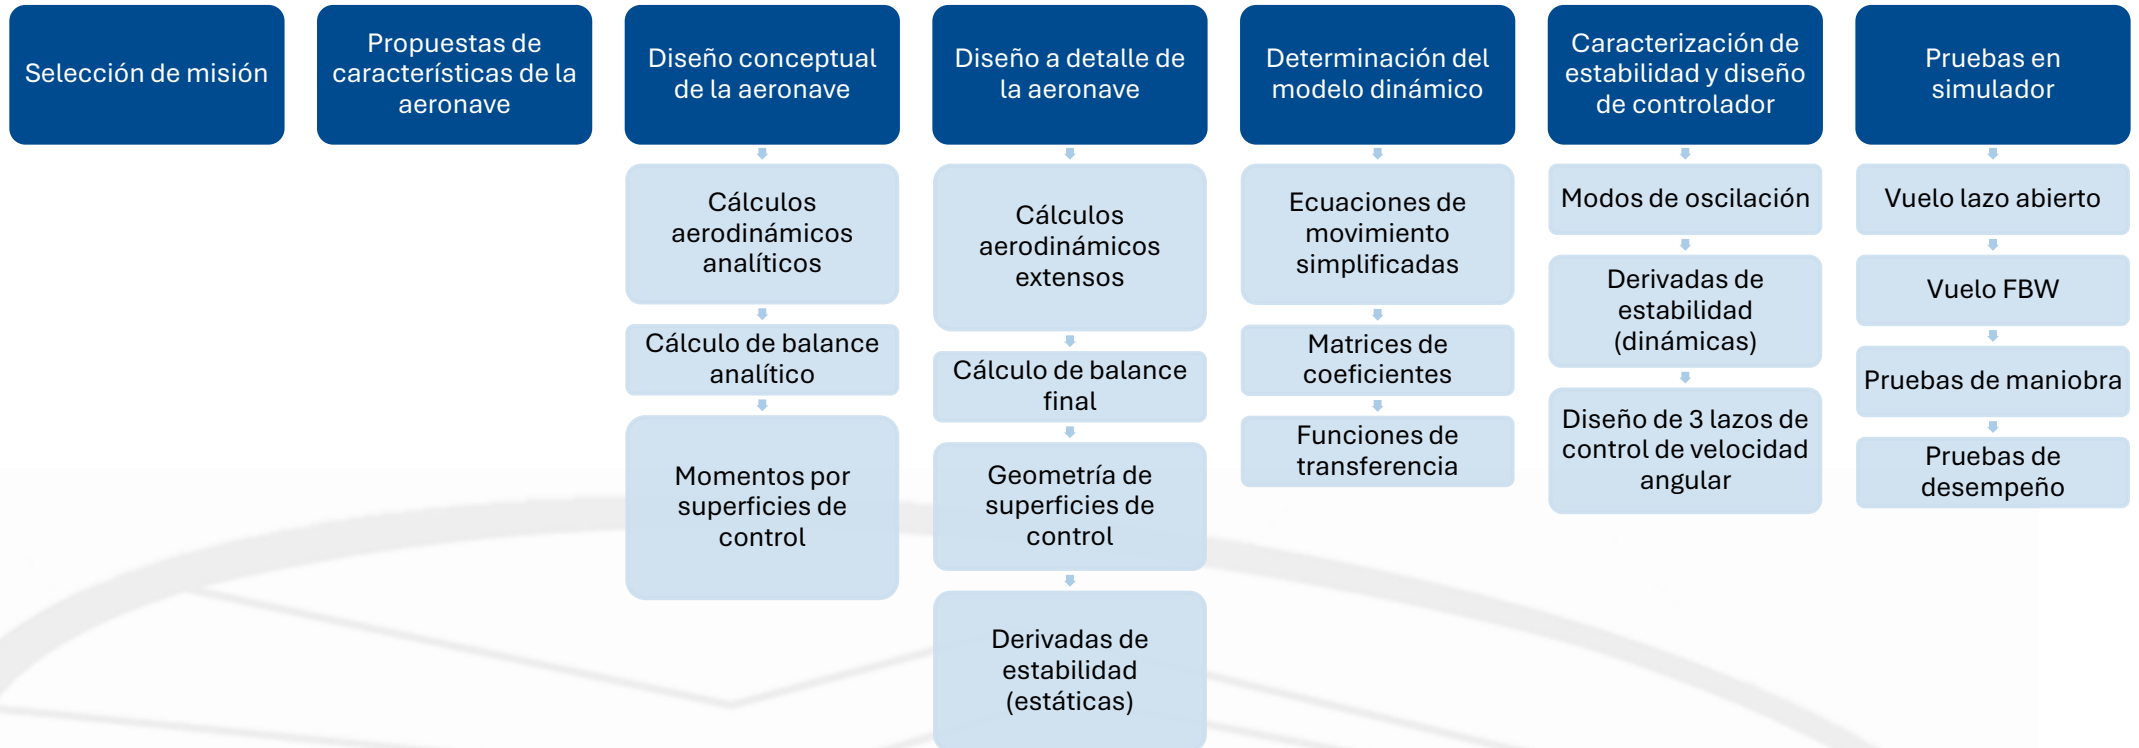 Selección de misión
Propuestas de
características de la
aeronave
Diseño conceptual
de la aeronave
Cálculos
aerodinámicos
analíticos
Cálculo de balance
analítico
Momentos por
superficies de
control
Diseño a detalle de
la aeronave
Cálculos
aerodinámicos
extensos
Cálculo de balance
final
Geometría de
superficies de
control
Derivadas de
estabilidad
(estáticas)
Determinación del
modelo dinámico
Ecuaciones de
movimiento
simplificadas
Matrices de
coeficientes
Funciones de
transferencia
Caracterización de
estabilidad y diseño
de controlador
Modos de oscilación
Derivadas de
estabilidad
(dinámicas)
Diseño de 3 lazos de
control de velocidad
angular
Pruebas en
simulador
Vuelo lazo abierto
Vuelo FBW
Pruebas de maniobra
Pruebas de
desempeño